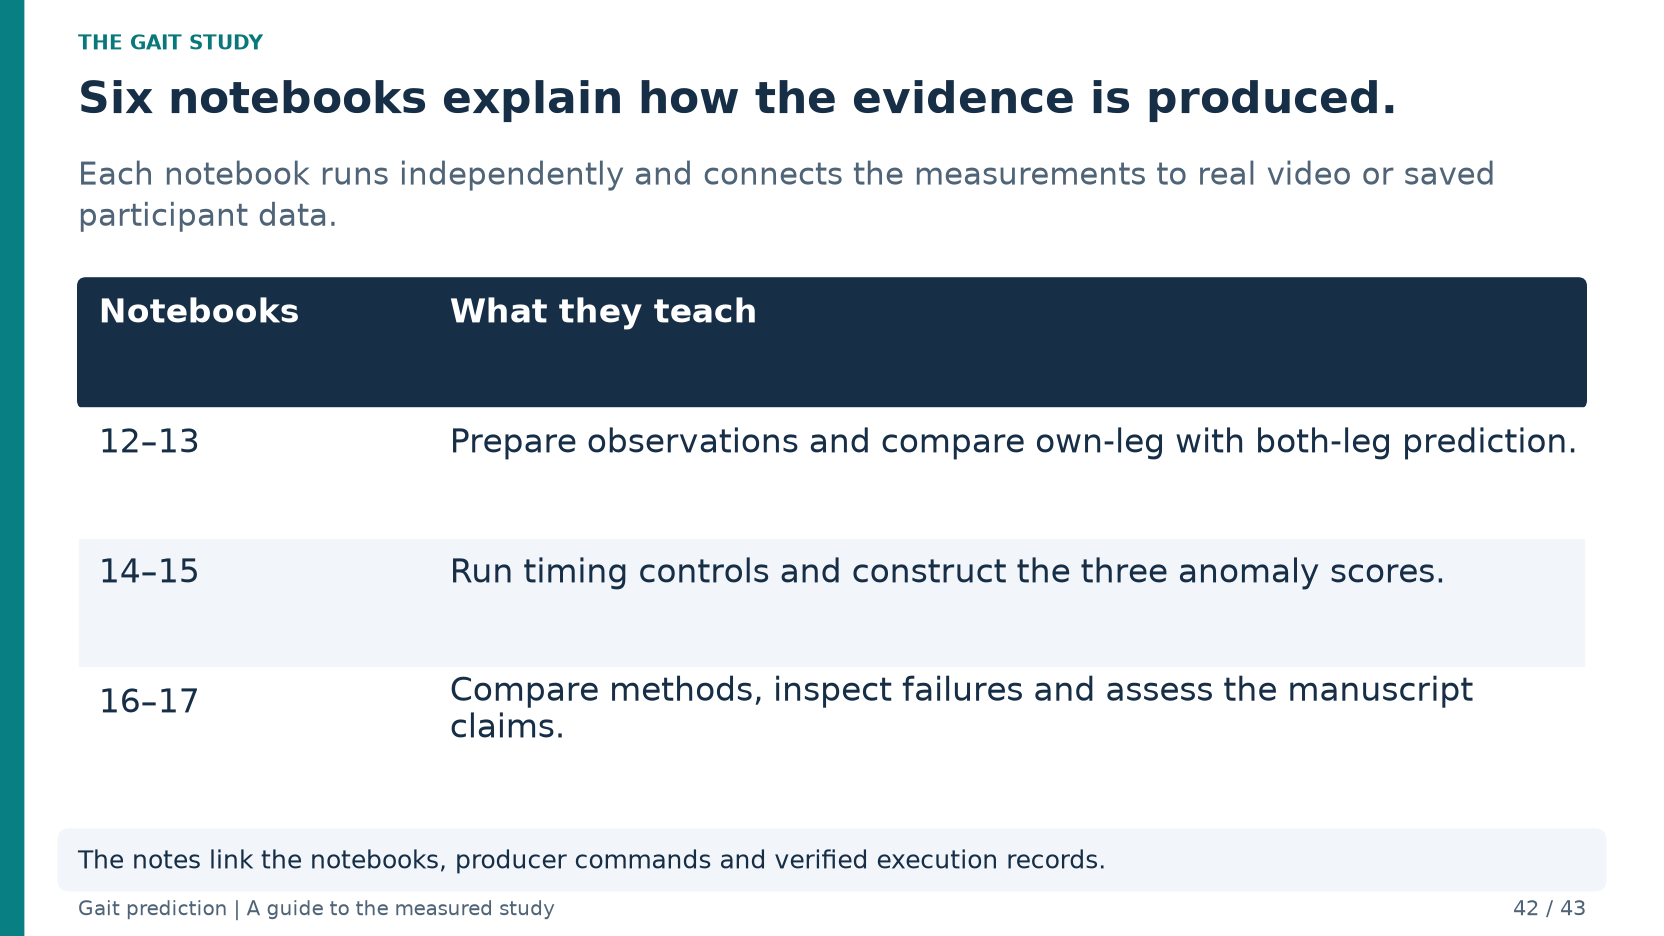 THE GAIT STUDY
Six notebooks explain how the evidence is produced.
Each notebook runs independently and connects the measurements to real video or saved
participant data.
Notebooks What they teach
12–13 Prepare observations and compare own-leg with both-leg prediction.
14–15 Run timing controls and construct the three anomaly scores.
16–17 Compare methods, inspect failures and assess the manuscript
claims.
The notes link the notebooks, producer commands and verified execution records.
Gait prediction | A guide to the measured study 42 / 43